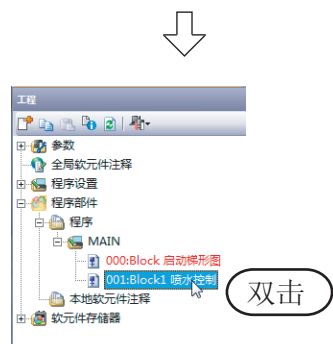 工程
参数
全局软元件注释
程序设置
程序部件
程序
MAIN
000:Block 启动梯形图
001:Block1 喷水控制
双击
本地软元件注释
软元件存储器